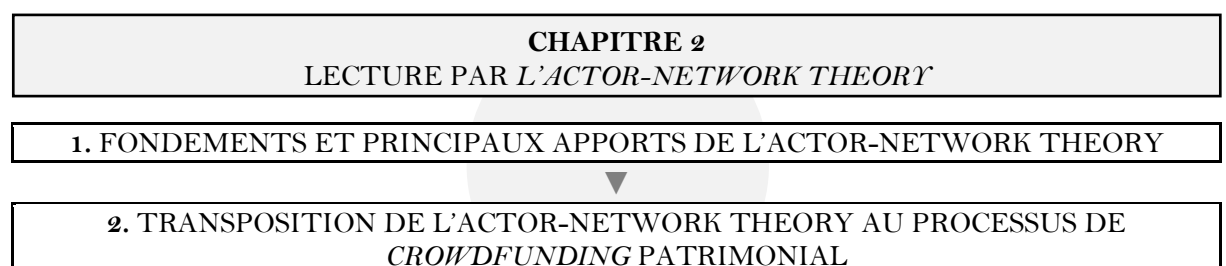 CHAPITRE 2
LECTURE PAR L'ACTOR-NETWORK THEORY
1. FONDEMENTS ET PRINCIPAUX APPORTS DE L'ACTOR-NETWORK THEORY
▼
2. TRANSPOSITION DE L'ACTOR-NETWORK THEORY AU PROCESSUS DE
CROWDFUNDING PATRIMONIAL